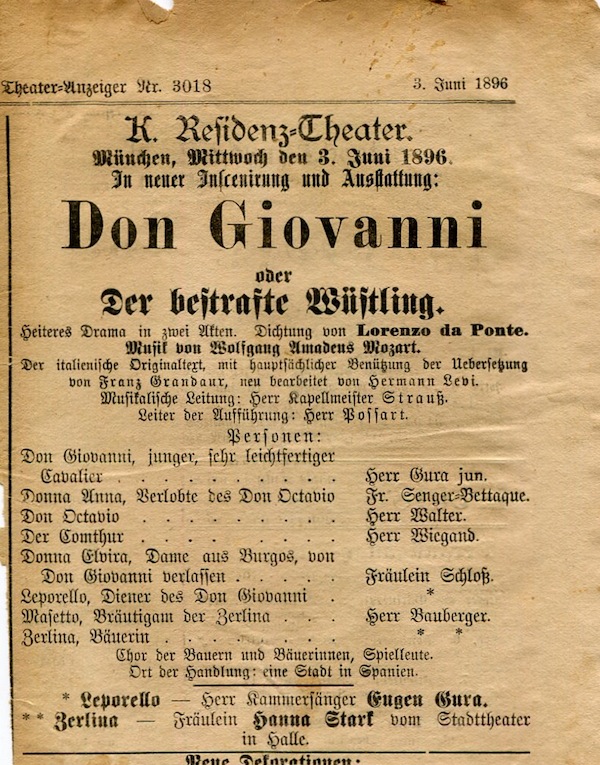 Theater-Anzeiger Nr. 3018 3. Juni 1896
K. Residenz-Theater.
München, Mittwoch den 3. Juni 1896.
In neuer Inscenirung und Ausstattung:
Don Giovanni
oder
Der bestrafte Wüstling.
Heiteres Drama in zwei Akten. Dichtung von Lorenzo da Ponte.
Musik von Wolfgang Amadeus Mozart.
Der italienische Originaltext, mit hauptsächlicher Benützung der Uebersetzung
von Franz Grandaur, neu bearbeitet von Hermann Levi.
Musikalische Leitung: Herr Kapellmeister Strauß.
Leiter der Aufführung: Herr Possart.
Personen:
Don Giovanni, junger, sehr leichtfertiger
Cavalier . . . . . . . . . . Herr Gura jun.
Donna Anna, Verlobte des Don Octavio Fr. Senger-Bettaque.
Don Octavio . . . . . . . . . Herr Walter.
Der Comthur . . . . . . . . . Herr Wiegand.
Donna Elvira, Dame aus Burgos, von
Don Giovanni verlassen . . . . . Fräulein Schloß.
Leporello, Diener des Don Giovanni . *
Masetto, Bräutigam der Zerlina . . . Herr Bauberger.
Zerlina, Bäuerin . . . . . . . . * *
Chor der Bauern und Bäuerinnen, Spielleute.
Ort der Handlung: eine Stadt in Spanien.
* Leporello — Herr Kammersänger Eugen Gura.
** Zerlina — Fräulein Hanna Stark vom Stadttheater
in Halle.
Neue Dekorationen: